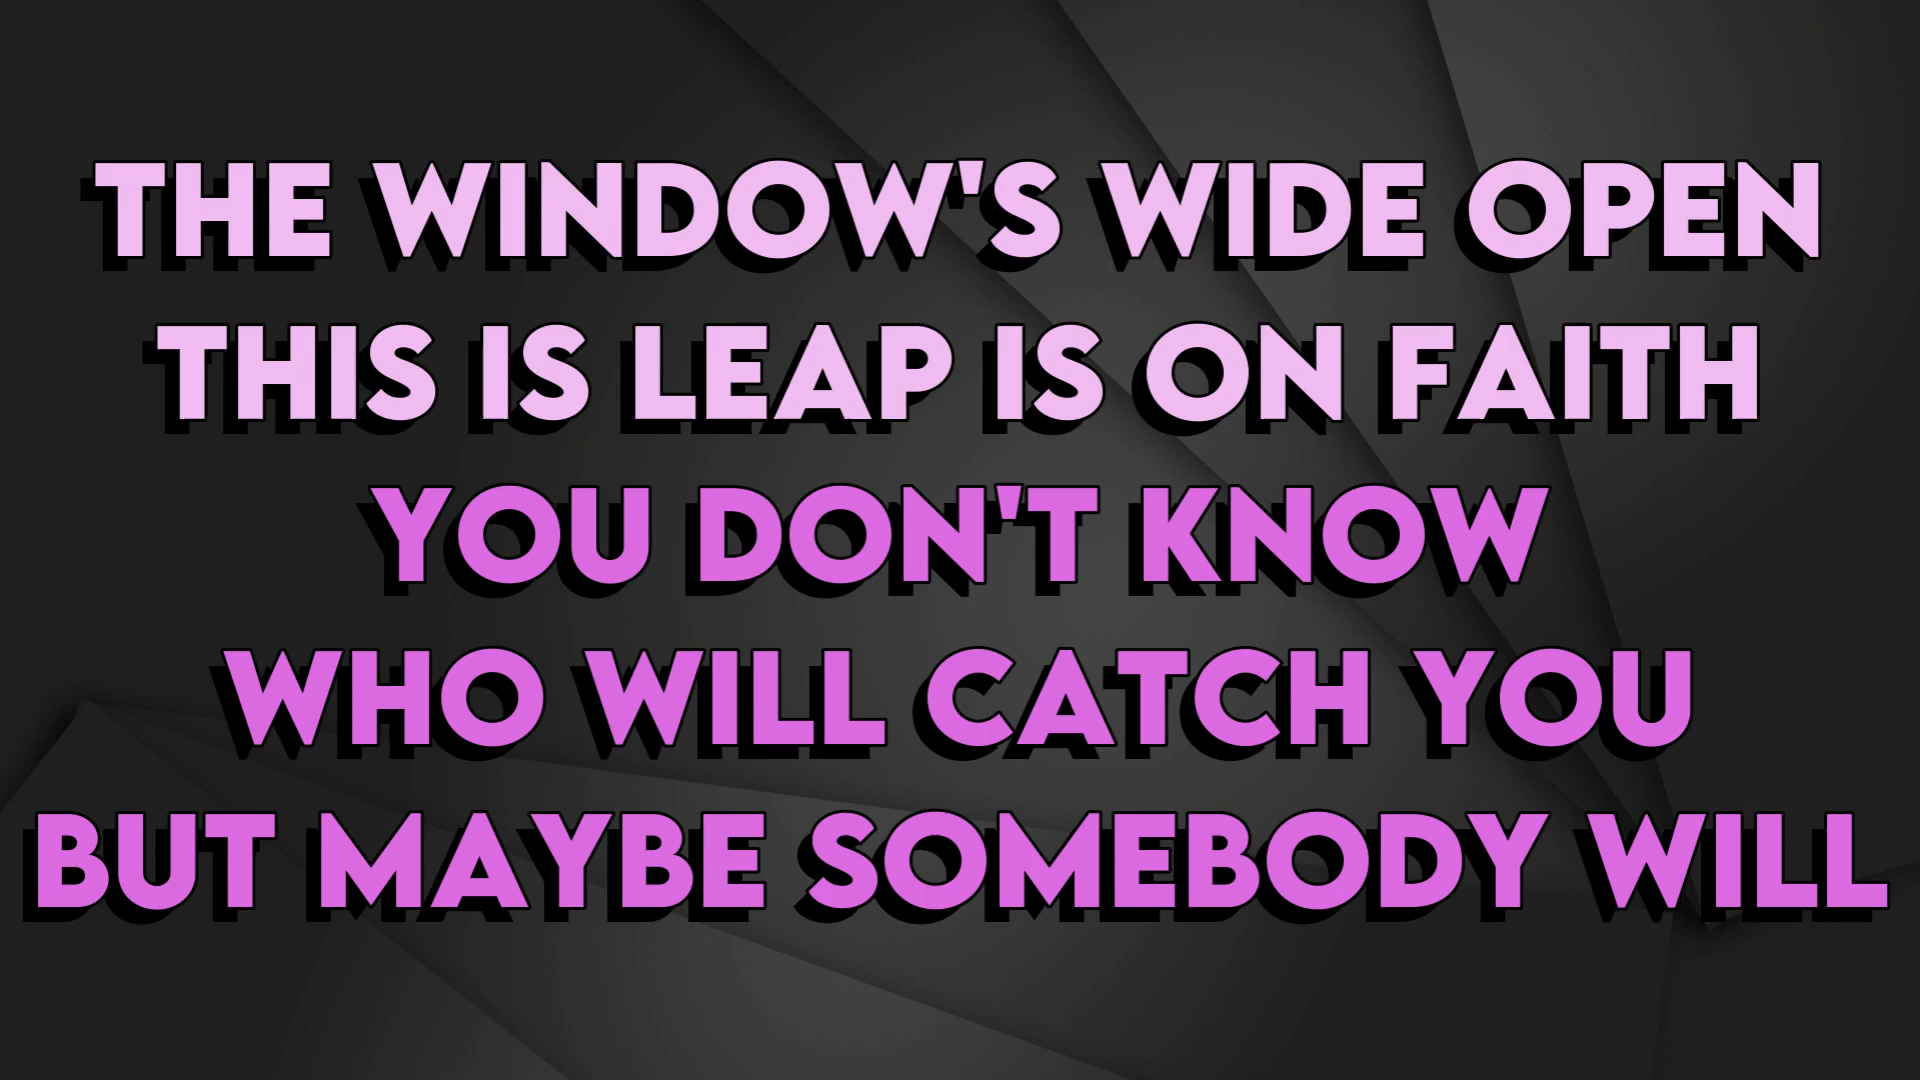 THE WINDOW'S WIDE OPEN
THIS IS LEAP IS ON FAITH
YOU DON'T KNOW
WHO WILL CATCH YOU
BUT MAYBE SOMEBODY WILL